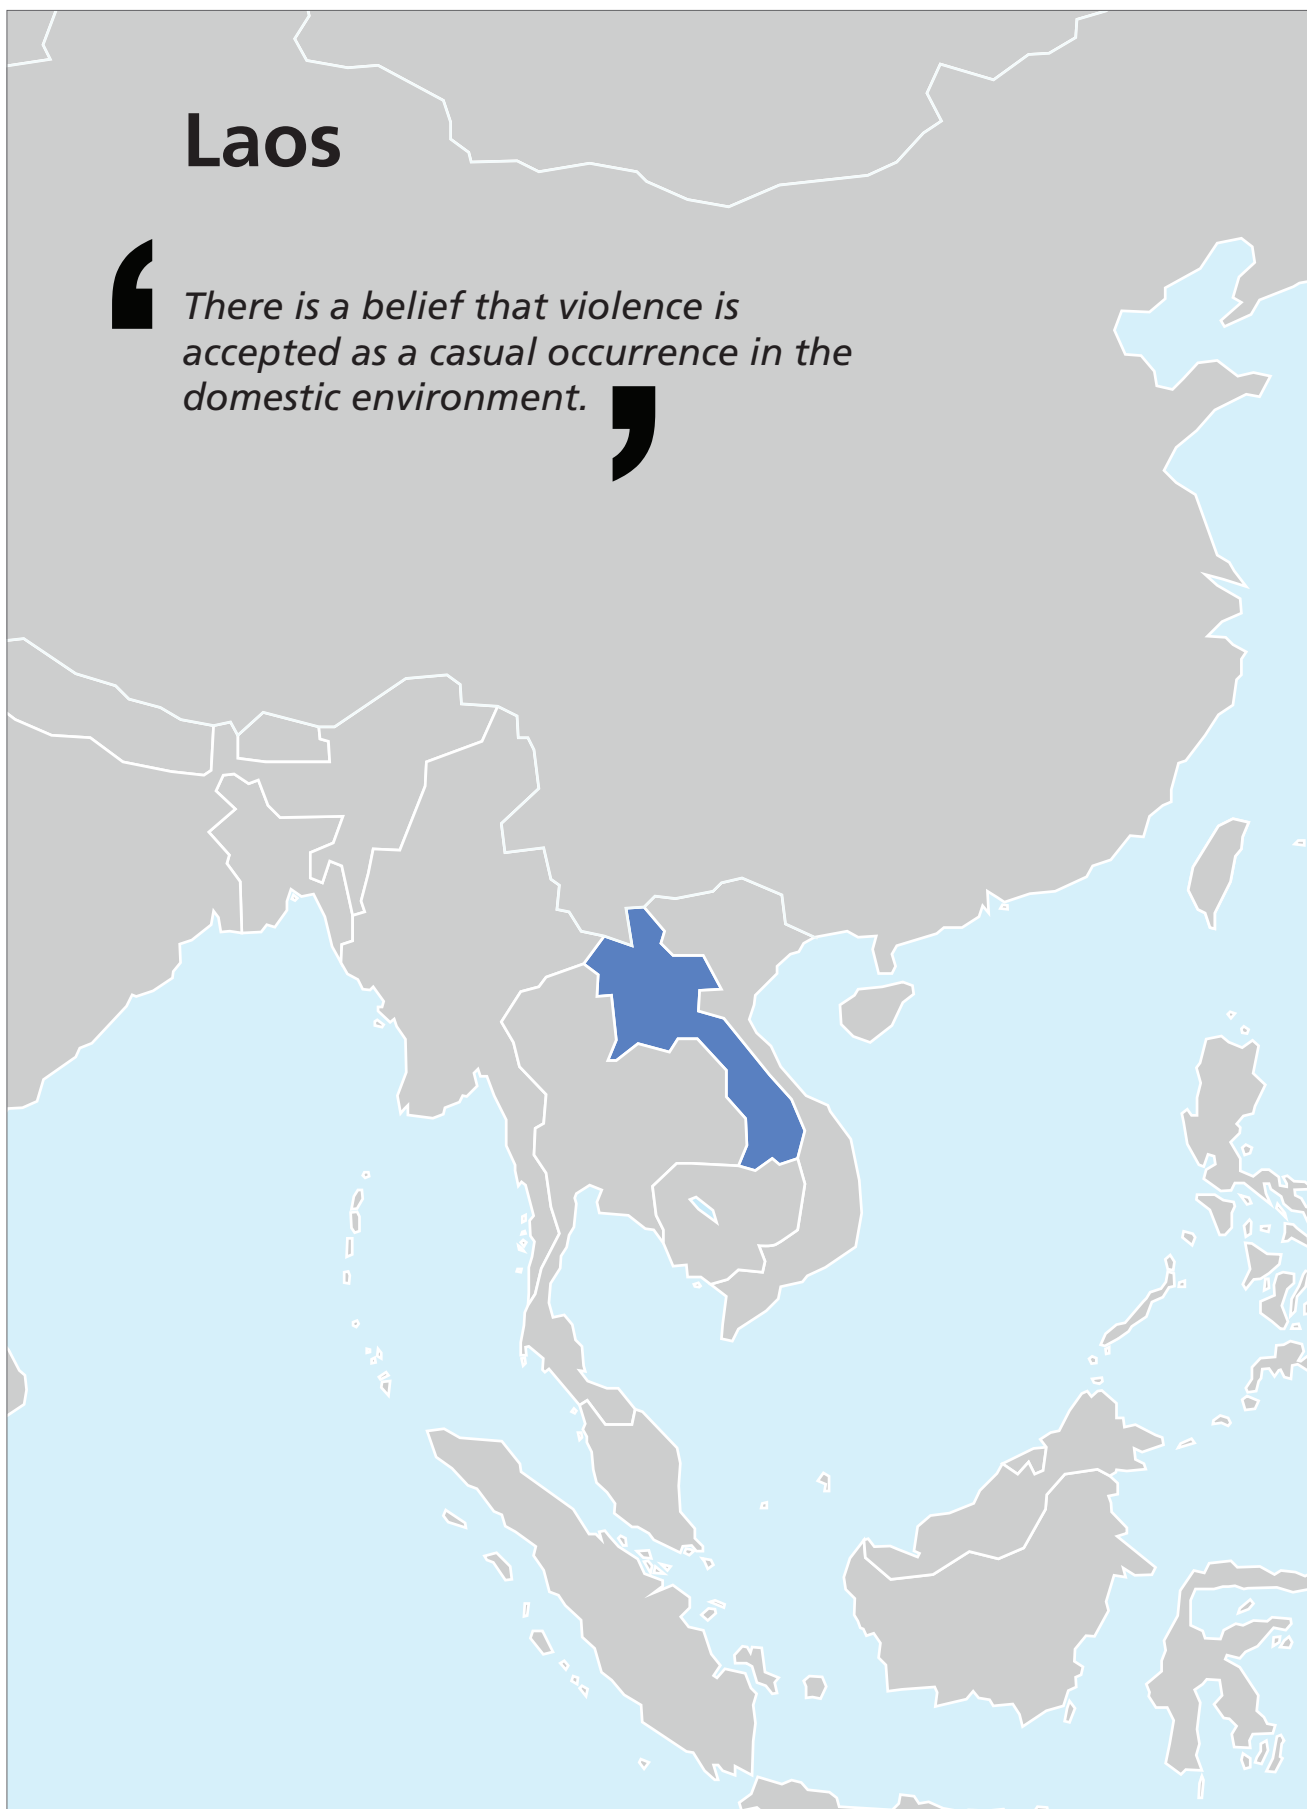 Laos
‘ There is a belief that violence is
accepted as a casual occurrence in the
domestic environment. ’